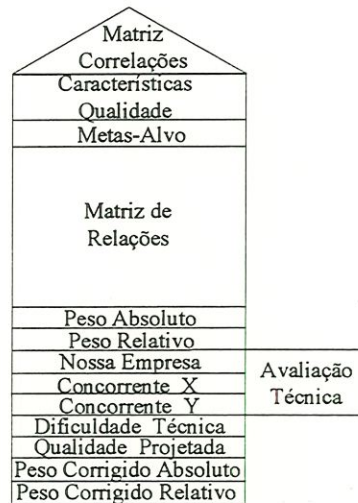 Matriz
Correlações
Características
Qualidade
Metas-Alvo
Matriz de
Relações
Peso Absoluto
Peso Relativo
Nossa Empresa
Concorrente X
Concorrente Y
Avaliação
Técnica
Dificuldade Técnica
Qualidade Projetada
Peso Corrigido Absoluto
Peso Corrigido Relativo